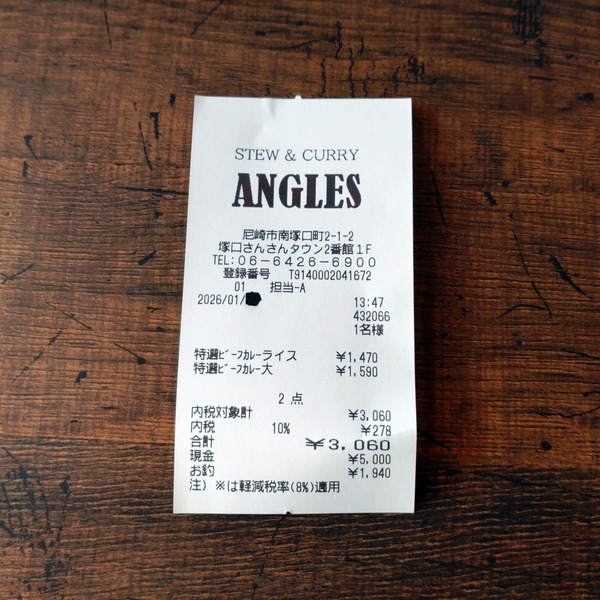 STEW & CURRY
ANGLES
尼崎市南塚口町2-1-2
塚口さんさんタウン2番館1F
TEL:06-6426-6900
登録番号 T9140002041672
01 担当-A
2026/01/ 13:47
432066
1名様
特選ﾋﾞｰﾌｶﾚｰライス ¥1,470
特選ﾋﾞｰﾌｶﾚｰ大 ¥1,590
2点
内税対象計 ¥3,060
内税 10% ¥278
合計 ¥3,060
現金 ¥5,000
お釣 ¥1,940
注) ※は軽減税率(8%)適用